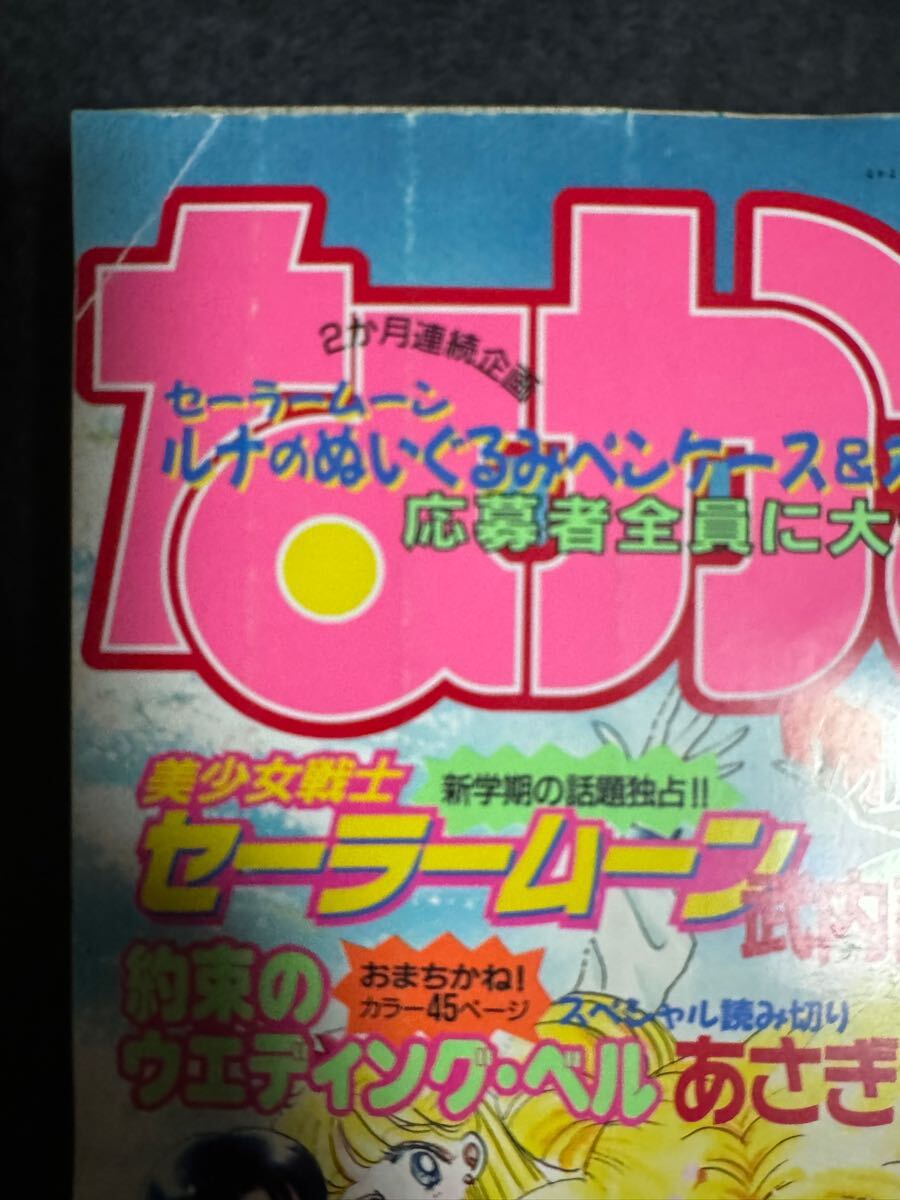 なか
2か月連続企画
セーラームーン
ルナのぬいぐるみペンケース&
応募者全員に大
美少女戦士
新学期の話題独占!!
セーラームーン
武内
約束の
おまちかね!
カラー45ページ
スペシャル読み切り
ウエディング・ベル
あさぎ